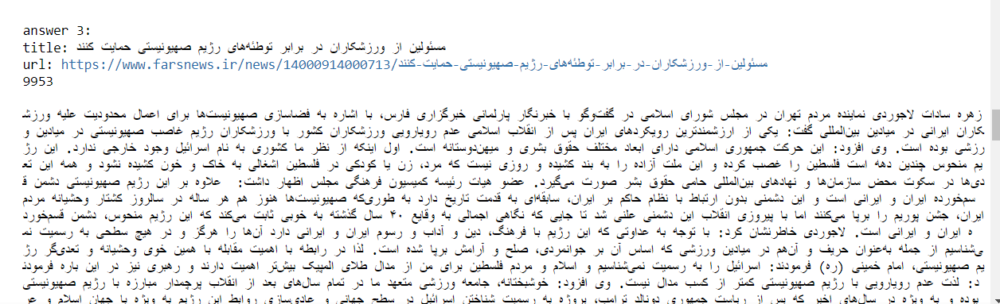 answer 3:
title: مسئولین از ورزشکاران در برابر توطئه‌های رژیم صهیونیستی حمایت کنند
url: https://www.farsnews.ir/news/14000914000713/مسئولین-از-ورزشکاران-در-برابر-توطئه‌های-رژیم-صهیونیستی-حمایت-کنند
9953
زهره سادات لاجوردی نماینده مردم تهران در مجلس شورای اسلامی در گفت‌وگو با خبرنگار پارلمانی خبرگزاری فارس، با اشاره به فضاسازی صهیونیست‌ها برای اعمال محدودیت علیه ورزش
کاران ایرانی در میادین بین‌المللی گفت: یکی از ارزشمندترین رویکردهای ایران پس از انقلاب اسلامی عدم رویارویی ورزشکاران کشور با ورزشکاران رژیم غاصب صهیونیستی در میادین و
رزشی بوده است. وی افزود: این حرکت جمهوری اسلامی دارای ابعاد مختلف حقوق بشری و میهن‌دوستانه است. اول اینکه از نظر ما کشوری به نام اسرائیل وجود خارجی ندارد. این رژ
یم منحوس چندین دهه است فلسطین را غصب کرده و این ملت آزاده را به بند کشیده و روزی نیست که مرد، زن یا کودکی در فلسطین اشغالی به خاک و خون کشیده نشود و همه این تع
دی‌ها در سکوت محض سازمان‌ها و نهادهای بین‌المللی حامی حقوق بشر صورت می‌گیرد. عضو هیات رئیسه کمیسیون فرهنگی مجلس اظهار داشت: علاوه بر این رژیم صهیونیستی دشمن ق
سم‌خورده ایران و ایرانی است و این دشمنی بدون ارتباط با نظام حاکم بر ایران، سابقه‌ای به قدمت تاریخ دارد به طوری‌که صهیونیست‌ها هنوز هم هر ساله در سالروز کشتار وحشیانه مردم
ایران، جشن پوریم را برپا می‌کنند اما با پیروزی انقلاب این دشمنی علنی شد تا جایی که نگاهی اجمالی به وقایع ۴۰ سال گذشته به خوبی ثابت می‌کند که این رژیم منحوس، دشمن قسم‌خورد
ه ایران و ایرانی است. لاجوردی خاطرنشان کرد: با توجه به عداوتی که این رژیم با فرهنگ، دین و آداب و رسوم ایران و ایرانی دارد آن‌ها را هرگز و در هیچ سطحی به رسمیت نم
ی‌شناسیم از جمله به‌عنوان حریف و آن‌هم در میادین ورزشی که اساس آن بر جوانمردی، صلح و آرامش برپا شده است. لذا در رابطه با اهمیت مقابله با همین خوی وحشیانه و تعدی‌گر رژ
یم صهیونیستی، امام خمینی (ره) فرمودند: اسرائیل را به رسمیت نمی‌شناسیم و اسلام و مردم فلسطین برای من از مدال طلای المپیک بیش‌تر اهمیت دارند و رهبری نیز در این باره فرمودن
د: لذت عدم رویارویی با رژیم صهیونیستی کمتر از کسب مدال نیست. وی افزود: خوشبختانه، جامعه ورزشی متعهد ما در تمام سال‌های بعد از انقلاب پرچمدار مبارزه با رژیم صهیونیستی
بوده و به ویژه در سال‌های اخیر که پس از ریاست جمهوری دونالد ترامپ، پروژه به رسمیت شناختن اسرائیل در سطح جهانی و عادی‌سازی روابط این رژیم به ویژه با جهان اسلام و عر